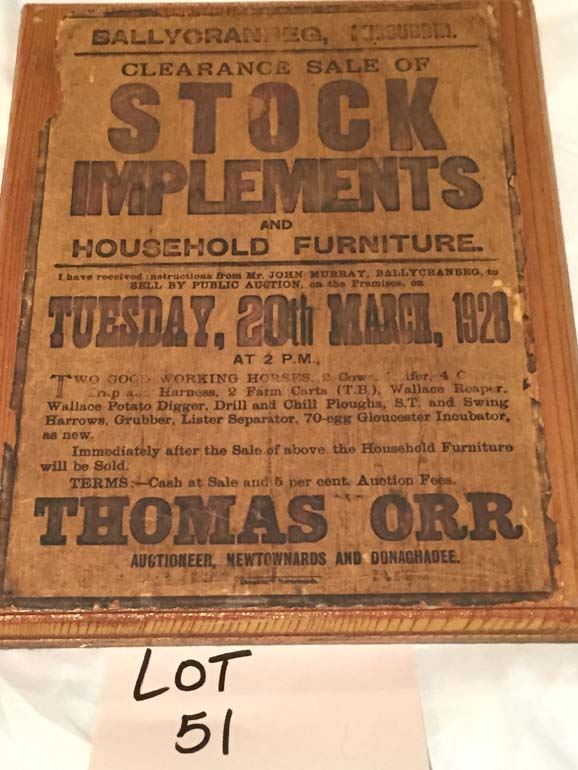 BALLYCRANBEG,
CLEARANCE SALE OF
STOCK
IMPLEMENTS
AND
HOUSEHOLD FURNITURE.
I have received instructions from Mr. JOHN MURRAY, BALLYCRANBEG, to
SELL BY PUBLIC AUCTION, on the Premises, on
TUESDAY, 20th MARCH, 1928
AT 2 P.M.,
TWO GOOD WORKING HORSES, 2 Cows, 4
Trap and Harness, 2 Farm Carts (T.B.), Wallace Reaper,
Wallace Potato Digger, Drill and Chill Ploughs, S.T. and Swing
Harrows, Grubber, Lister Separator, 70-egg Gloucester Incubator,
as new.
Immediately after the Sale of above the Household Furniture
will be Sold.
TERMS:—Cash at Sale and 5 per cent. Auction Fees.
THOMAS ORR
AUCTIONEER, NEWTOWNARDS AND DONAGHADEE.
LOT
51